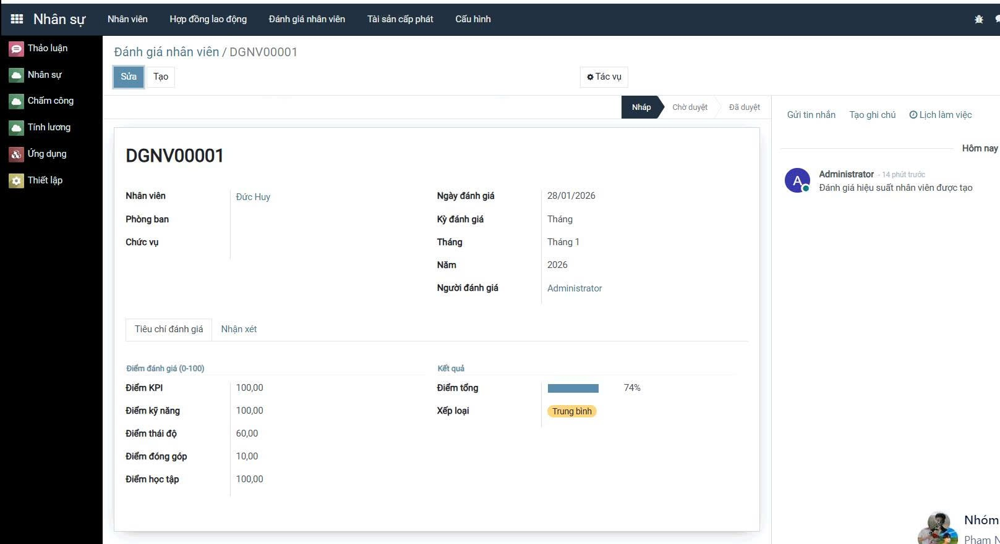 Nhân sự
Nhân viên
Hợp đồng lao động
Đánh giá nhân viên
Tài sản cấp phát
Cấu hình
Thảo luận
Nhân sự
Chấm công
Tính lương
Ứng dụng
Thiết lập
Đánh giá nhân viên / DGNV00001
Sửa
Tạo
Tác vụ
Nháp
Chờ duyệt
Đã duyệt
DGNV00001
Nhân viên
Đức Huy
Phòng ban
Chức vụ
Ngày đánh giá
28/01/2026
Kỳ đánh giá
Tháng
Tháng
Tháng 1
Năm
2026
Người đánh giá
Administrator
Tiêu chí đánh giá
Nhận xét
Điểm đánh giá (0-100)
Điểm KPI
100,00
Điểm kỹ năng
100,00
Điểm thái độ
60,00
Điểm đóng góp
10,00
Điểm học tập
100,00
Kết quả
Điểm tổng
74%
Xếp loại
Trung bình
Gửi tin nhắn
Tạo ghi chú
Lịch làm việc
Hôm nay
A
Administrator - 14 phút trước
Đánh giá hiệu suất nhân viên được tạo
Nhóm
Phạm N